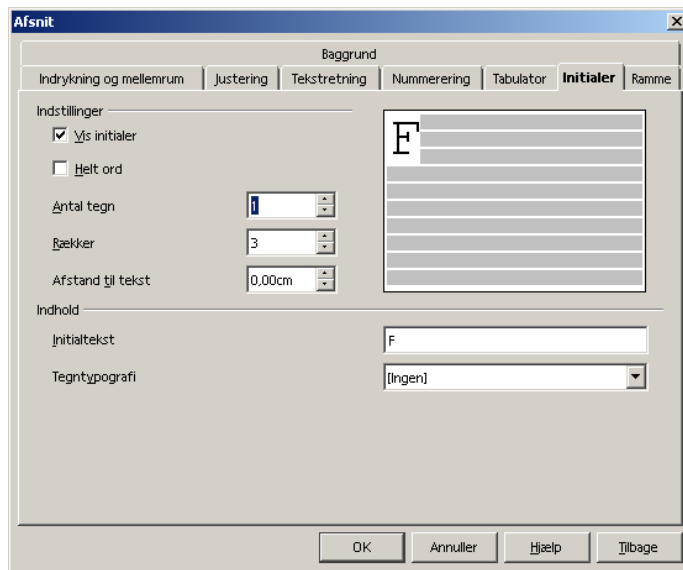 Afsnit
Baggrund
Indrykning og mellemrum Justering Tekstretning Nummerering Tabulator Initialer Ramme
Indstillinger
Vis initialer
Helt ord
Antal tegn 1
Rækker 3
Afstand til tekst 0,00cm
F
Indhold
Initialtekst F
Tegntypografi [Ingen]
OK Annuller Hjælp Tilbage